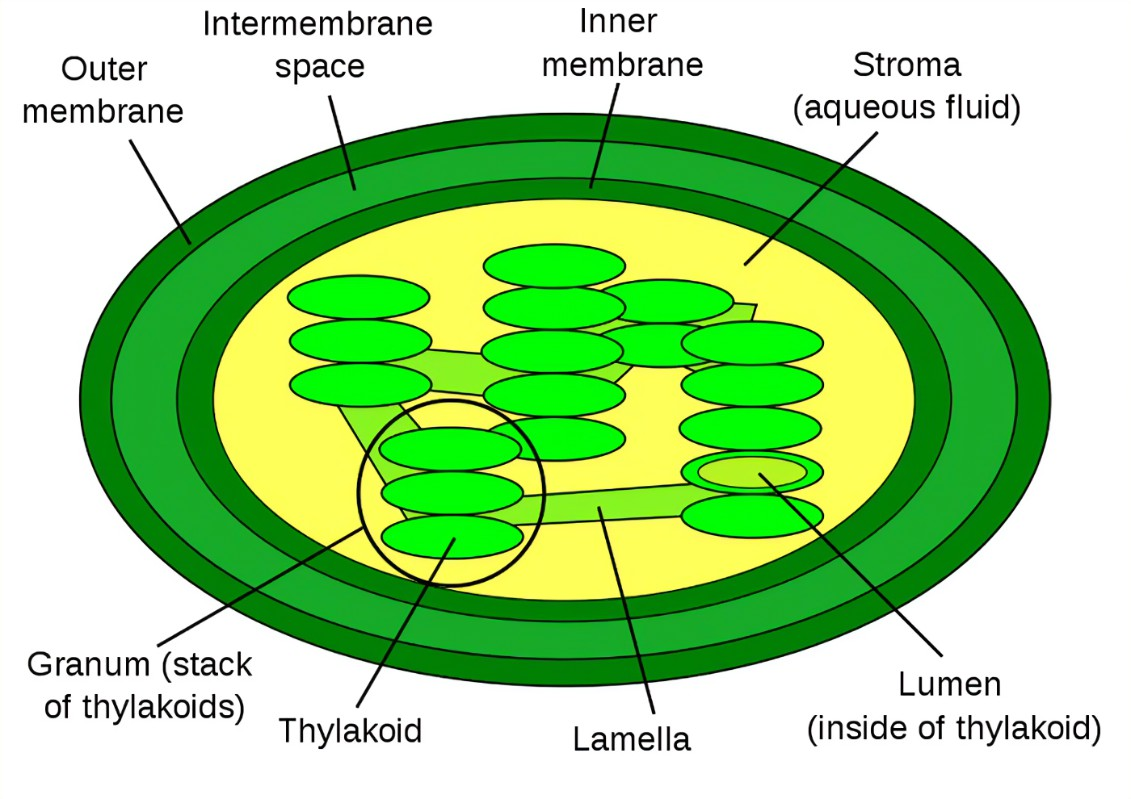 Outer
membrane
Intermembrane
space
Inner
membrane
Stroma
(aqueous fluid)
Granum (stack
of thylakoids)
Thylakoid
Lamella
Lumen
(inside of thylakoid)